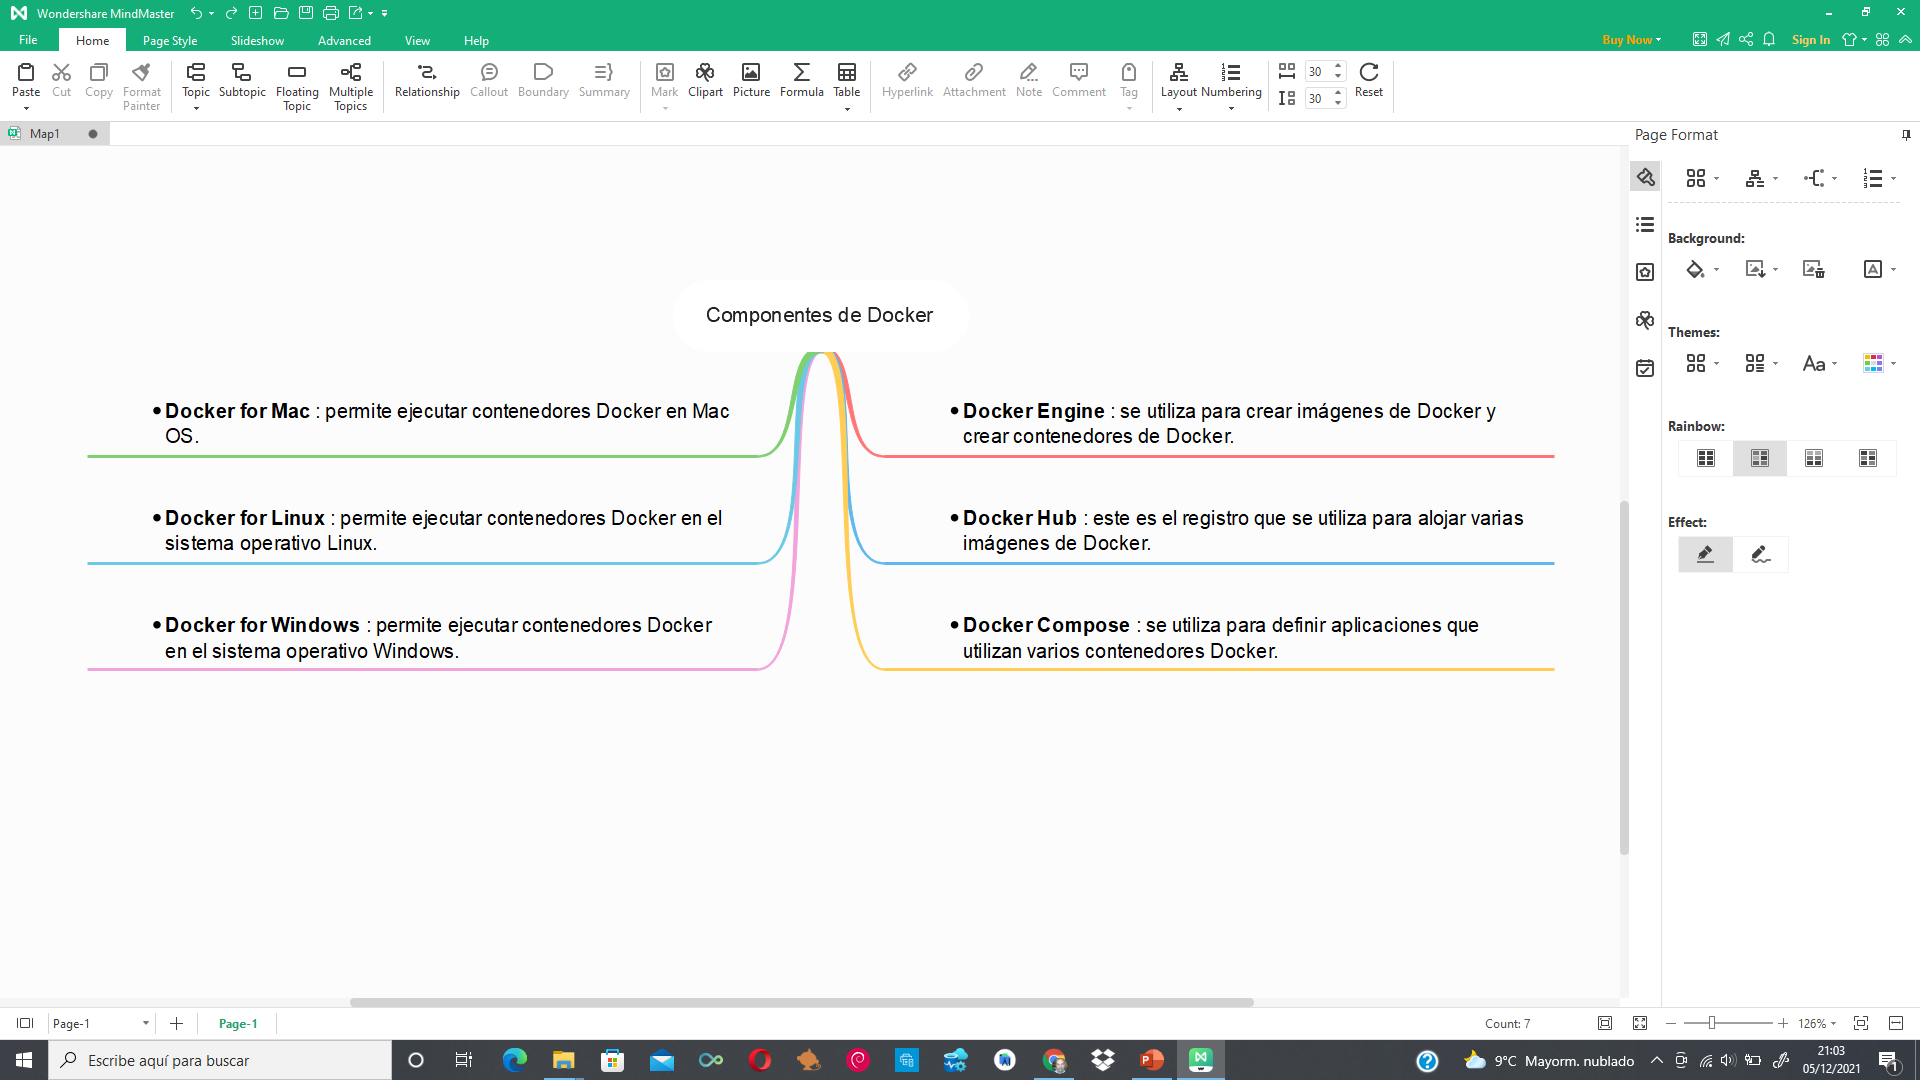 Wondershare MindMaster
File Home Page Style Slideshow Advanced View Help
Buy Now Sign In
Paste Cut Copy Format Painter
Topic Subtopic Floating Topic Multiple Topics
Relationship Callout Boundary Summary
Mark Clipart Picture Formula Table
Hyperlink Attachment Note Comment Tag
Layout Numbering 30 30 Reset
Map1
Componentes de Docker
• Docker for Mac : permite ejecutar contenedores Docker en Mac
OS.
• Docker for Linux : permite ejecutar contenedores Docker en el
sistema operativo Linux.
• Docker for Windows : permite ejecutar contenedores Docker
en el sistema operativo Windows.
• Docker Engine : se utiliza para crear imágenes de Docker y
crear contenedores de Docker.
• Docker Hub : este es el registro que se utiliza para alojar varias
imágenes de Docker.
• Docker Compose : se utiliza para definir aplicaciones que
utilizan varios contenedores Docker.
Page Format
Background:
Themes:
Aa
Rainbow:
Effect:
Page-1 Page-1 Count: 7 126%
Escribe aquí para buscar
9°C Mayorm. nublado
21:03
05/12/2021
1